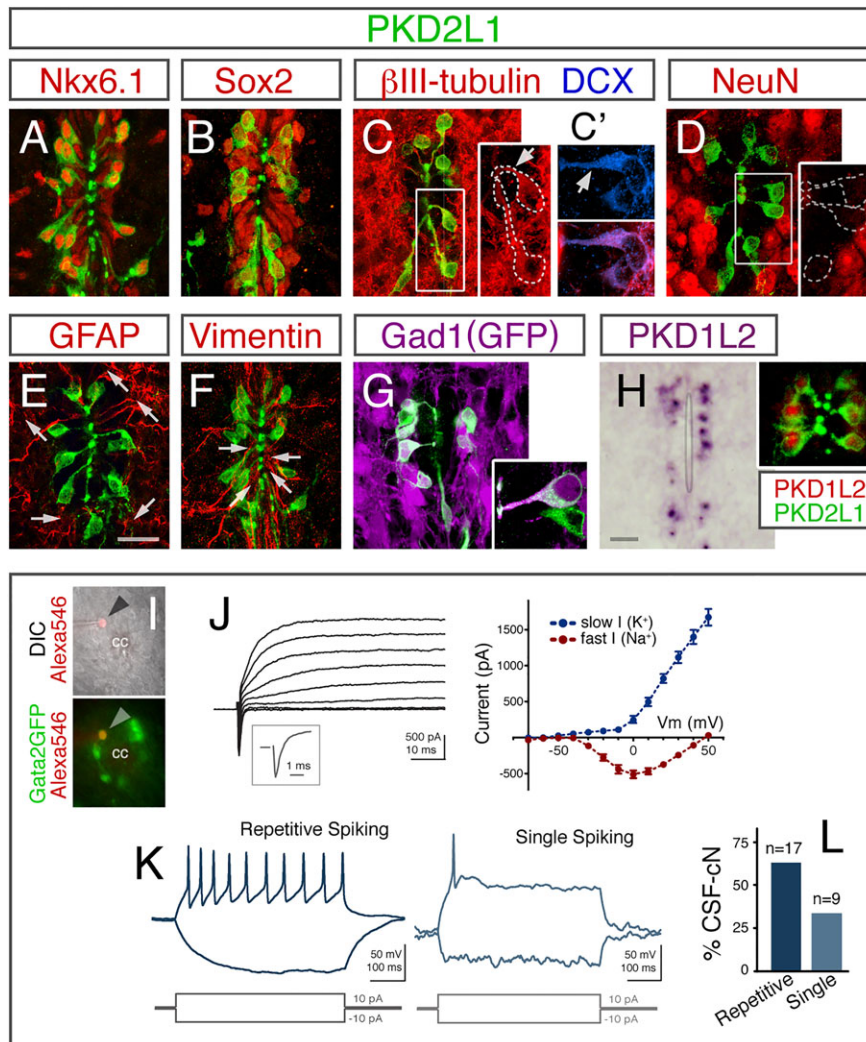 PKD2L1
Nkx6.1
Sox2
βIII-tubulin DCX
NeuN
A
B
C
C'
D
GFAP
Vimentin
Gad1(GFP)
PKD1L2
E
F
G
H
PKD1L2
PKD2L1
I
DIC
Alexa546
cc
Gata2GFP
Alexa546
cc
J
500 pA
10 ms
1 ms
slow I (K⁺)
fast I (Na⁺)
Current (pA)
Vm (mV)
1500
1000
500
-500
-50
0
50
K
Repetitive Spiking
Single Spiking
50 mV
100 ms
50 mV
100 ms
10 pA
-10 pA
10 pA
-10 pA
L
% CSF-cN
75
50
25
0
n=17
n=9
Repetitive
Single